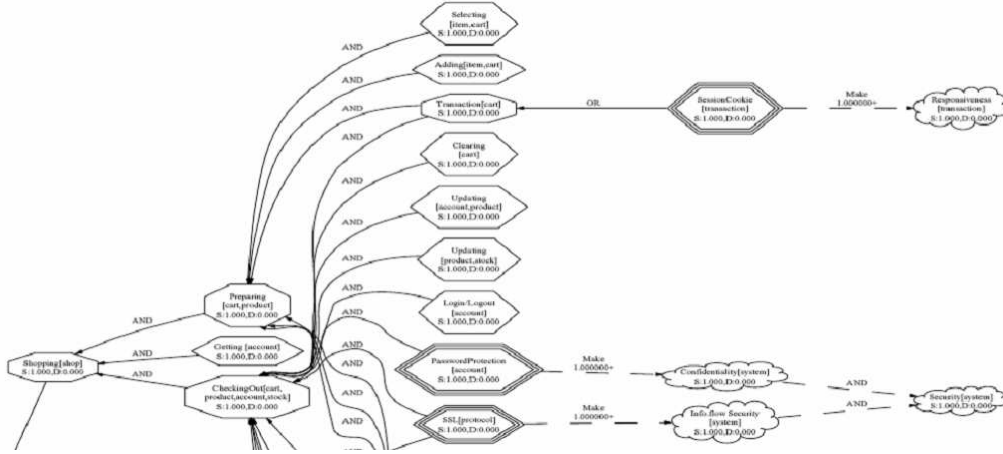 Selecting
[item,cart]
S:1.000,D:0.000
AND
Adding[item,cart]
S:1.000,D:0.000
AND
Transaction[cart]
S:1.000,D:0.000
AND
OR
SessionCookie
[transaction]
S:1.000,D:0.000
Make
1.000000+
Responsiveness
[transaction]
S:1.000,D:0.000
Clearing
[cart]
S:1.000,D:0.000
AND
AND
Updating
[account,product]
S:1.000,D:0.000
AND
Updating
[product,stock]
S:1.000,D:0.000
AND
Login/Logout
[account]
S:1.000,D:0.000
AND
Preparing
[cart,product]
S:1.000,D:0.000
AND
Getting [account]
S:1.000,D:0.000
AND
Shopping[shop]
S:1.000,D:0.000
AND
CheckingOut[cart,
product,account,stock]
S:1.000,D:0.000
AND
AND
AND
PasswordProtection
[account]
S:1.000,D:0.000
Make
1.000000+
Confidentiality[system]
S:1.000,D:0.000
AND
SSL[protocol]
S:1.000,D:0.000
Make
1.000000+
Info.flow Security
[system]
S:1.000,D:0.000
AND
Security[system]
S:1.000,D:0.000
AND